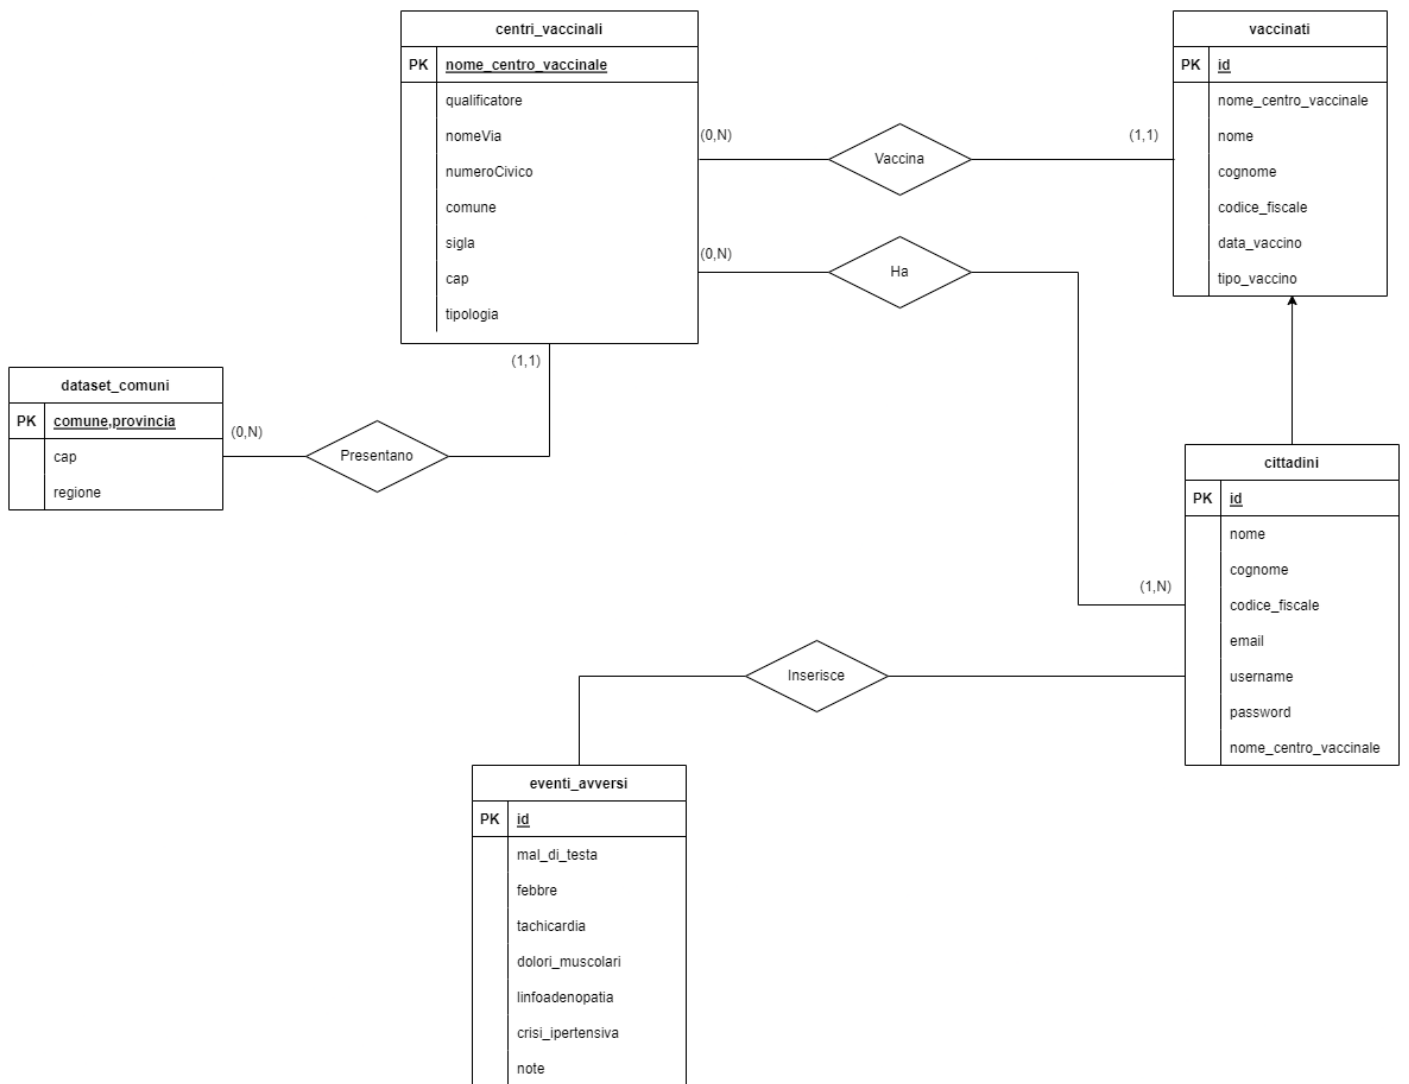 centri_vaccinali
PK nome_centro_vaccinale
qualificatore
nomeVia
numeroCivico
comune
sigla
cap
tipologia
vaccinati
PK id
nome_centro_vaccinale
nome
cognome
codice_fiscale
data_vaccino
tipo_vaccino
(0,N)
Vaccina
(1,1)
(0,N)
Ha
(1,N)
(1,1)
dataset_comuni
PK comune,provincia
cap
regione
(0,N)
Presentano
cittadini
PK id
nome
cognome
codice_fiscale
email
username
password
nome_centro_vaccinale
Inserisce
eventi_avversi
PK id
mal_di_testa
febbre
tachicardia
dolori_muscolari
linfoadenopatia
crisi_ipertensiva
note